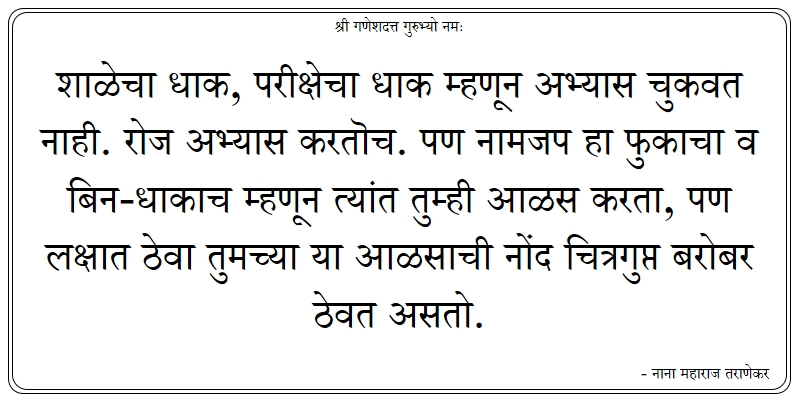 श्री गणेशदत्त गुरुभ्यो नमः
शाळेचा धाक, परीक्षेचा धाक म्हणून अभ्यास चुकवत
नाही. रोज अभ्यास करतॊच. पण नामजप हा फुकाचा व
बिन-धाकाच म्हणून त्यांत तुम्ही आळस करता, पण
लक्षात ठेवा तुमच्या या आळसाची नोंद चित्रगुप्त बरोबर
ठेवत असतो.
- नाना महाराज तराणेकर